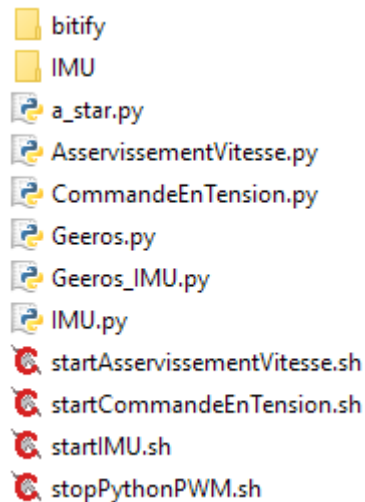 bitify
IMU
a_star.py
AsservissementVitesse.py
CommandeEnTension.py
Geeros.py
Geeros_IMU.py
IMU.py
startAsservissementVitesse.sh
startCommandeEnTension.sh
startIMU.sh
stopPythonPWM.sh